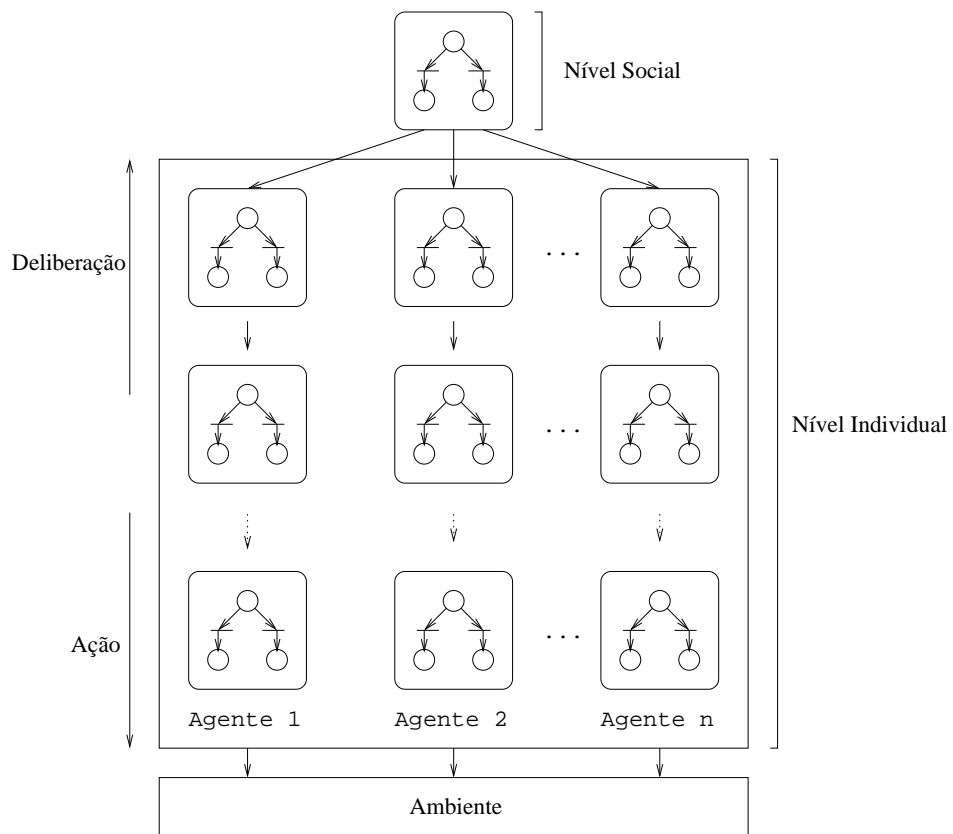 Nível Social
Deliberação
. . .
Nível Individual
. . .
Ação
. . .
Agente 1
Agente 2
Agente n
Ambiente